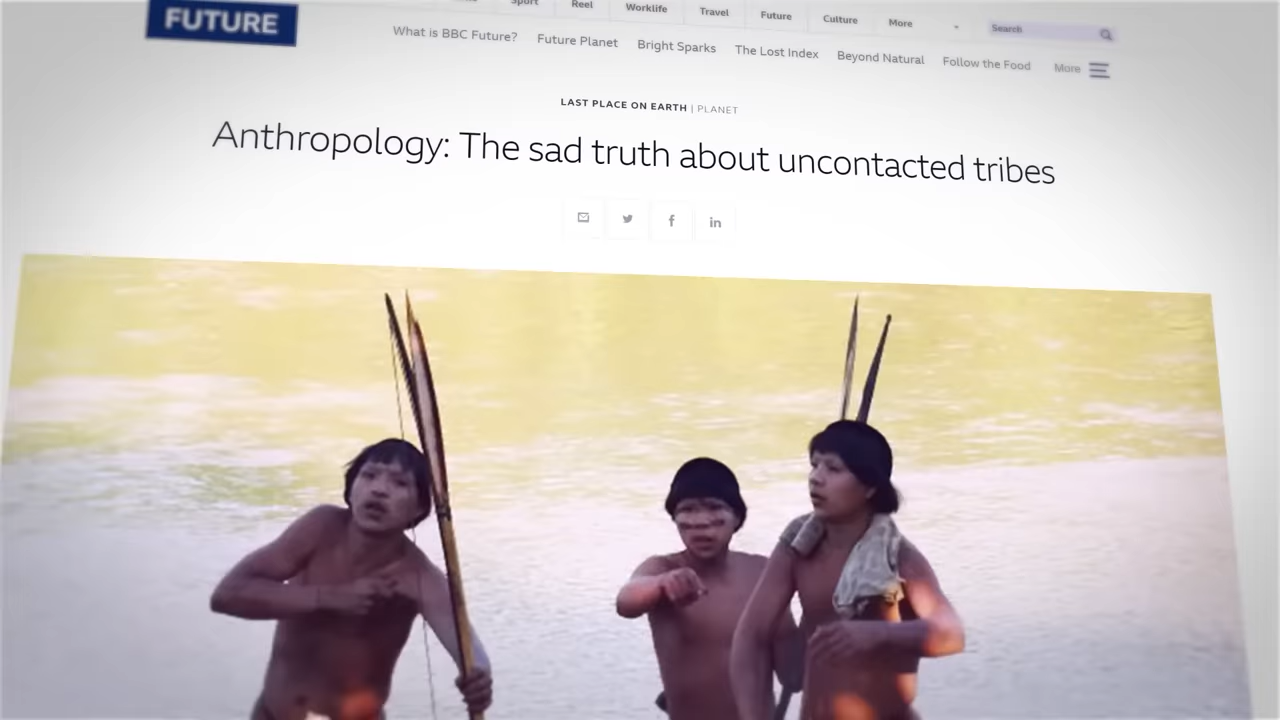 FUTURE
Sport Reel Worklife Travel Future Culture More Search
What is BBC Future? Future Planet Bright Sparks The Lost Index Beyond Natural Follow the Food More
LAST PLACE ON EARTH | PLANET
Anthropology: The sad truth about uncontacted tribes
f in